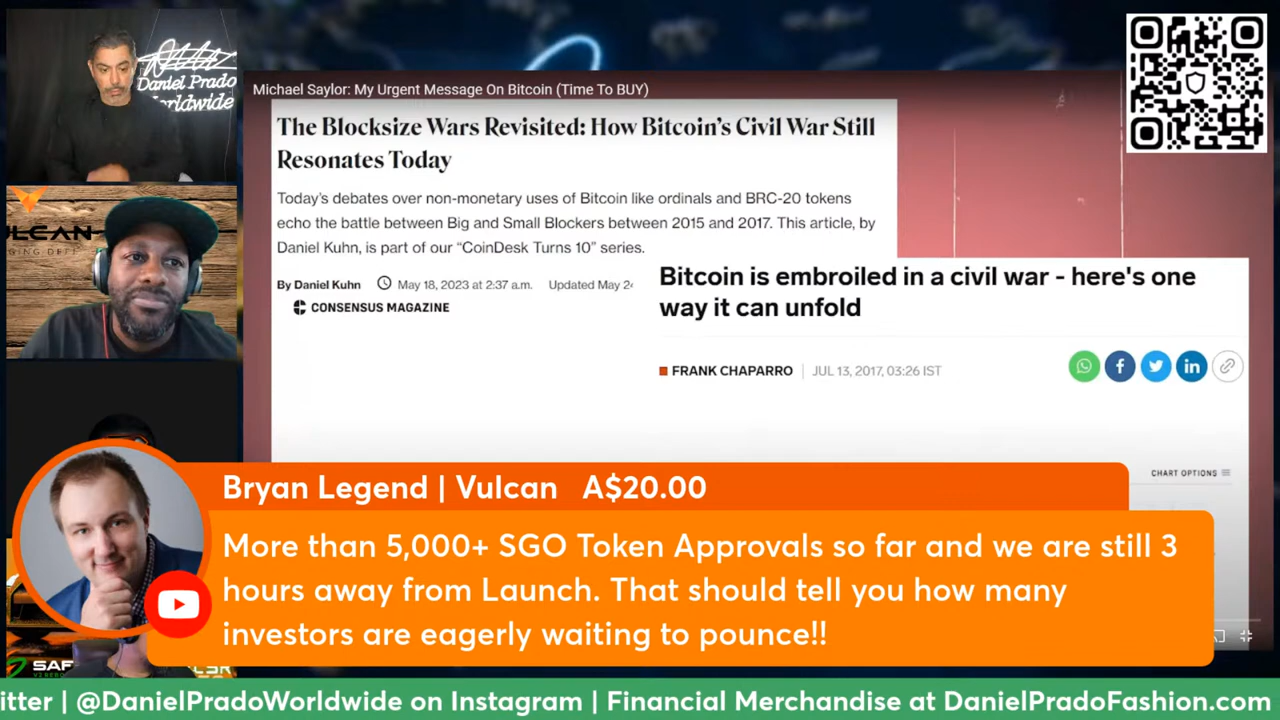 Daniel Prado
Worldwide
Michael Saylor: My Urgent Message On Bitcoin (Time To BUY)
The Blocksize Wars Revisited: How Bitcoin's Civil War Still
Resonates Today
Today's debates over non-monetary uses of Bitcoin like ordinals and BRC-20 tokens
echo the battle between Big and Small Blockers between 2015 and 2017. This article, by
Daniel Kuhn, is part of our “CoinDesk Turns 10” series.
By Daniel Kuhn May 18, 2023 at 2:37 a.m. Updated May 24
CONSENSUS MAGAZINE
Bitcoin is embroiled in a civil war - here's one
way it can unfold
FRANK CHAPARRO | JUL 13, 2017, 03:26 IST
CHART OPTIONS
ULCAN
GING DEFI
Bryan Legend | Vulcan A$20.00
More than 5,000+ SGO Token Approvals so far and we are still 3
hours away from Launch. That should tell you how many
investors are eagerly waiting to pounce!!
SAF
itter | @DanielPradoWorldwide on Instagram | Financial Merchandise at DanielPradoFashion.com